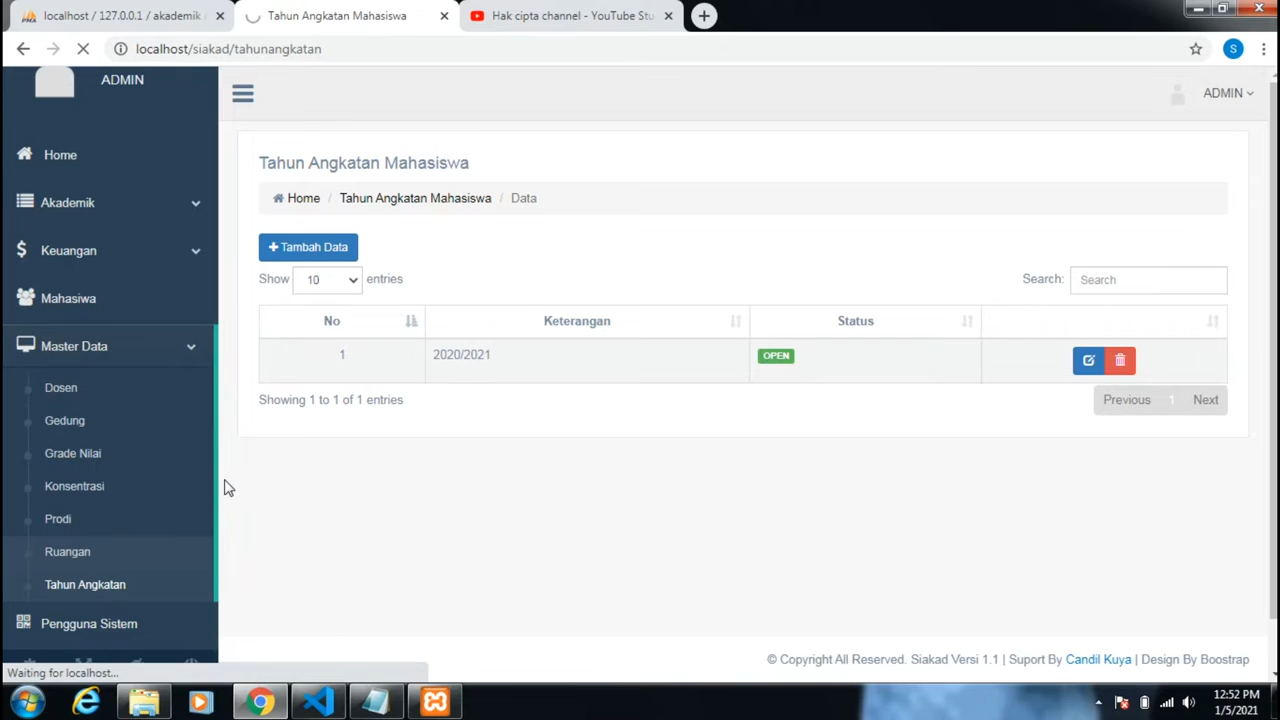 localhost / 127.0.0.1 / akademik
Tahun Angkatan Mahasiswa
Hak cipta channel - YouTube Stu
localhost/siakad/tahunangkatan
S
ADMIN
ADMIN
Home
Akademik
Keuangan
Mahasiwa
Master Data
Dosen
Gedung
Grade Nilai
Konsentrasi
Prodi
Ruangan
Tahun Angkatan
Pengguna Sistem
Tahun Angkatan Mahasiswa
Home / Tahun Angkatan Mahasiswa / Data
Tambah Data
Show 10 entries
Search: Search
No Keterangan Status
1 2020/2021 OPEN
Showing 1 to 1 of 1 entries
Previous 1 Next
© Copyright All Reserved. Siakad Versi 1.1 | Suport By Candil Kuya | Design By Boostrap
Waiting for localhost...
12:52 PM
1/5/2021